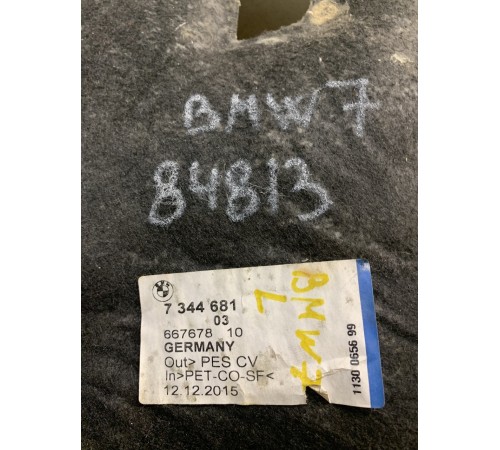 BMW7
84813
7 344 681
03
667678 10
GERMANY
Out> PES CV
In>PET-CO-SF<
12.12.2015
BMW7
L
1130 0656 99